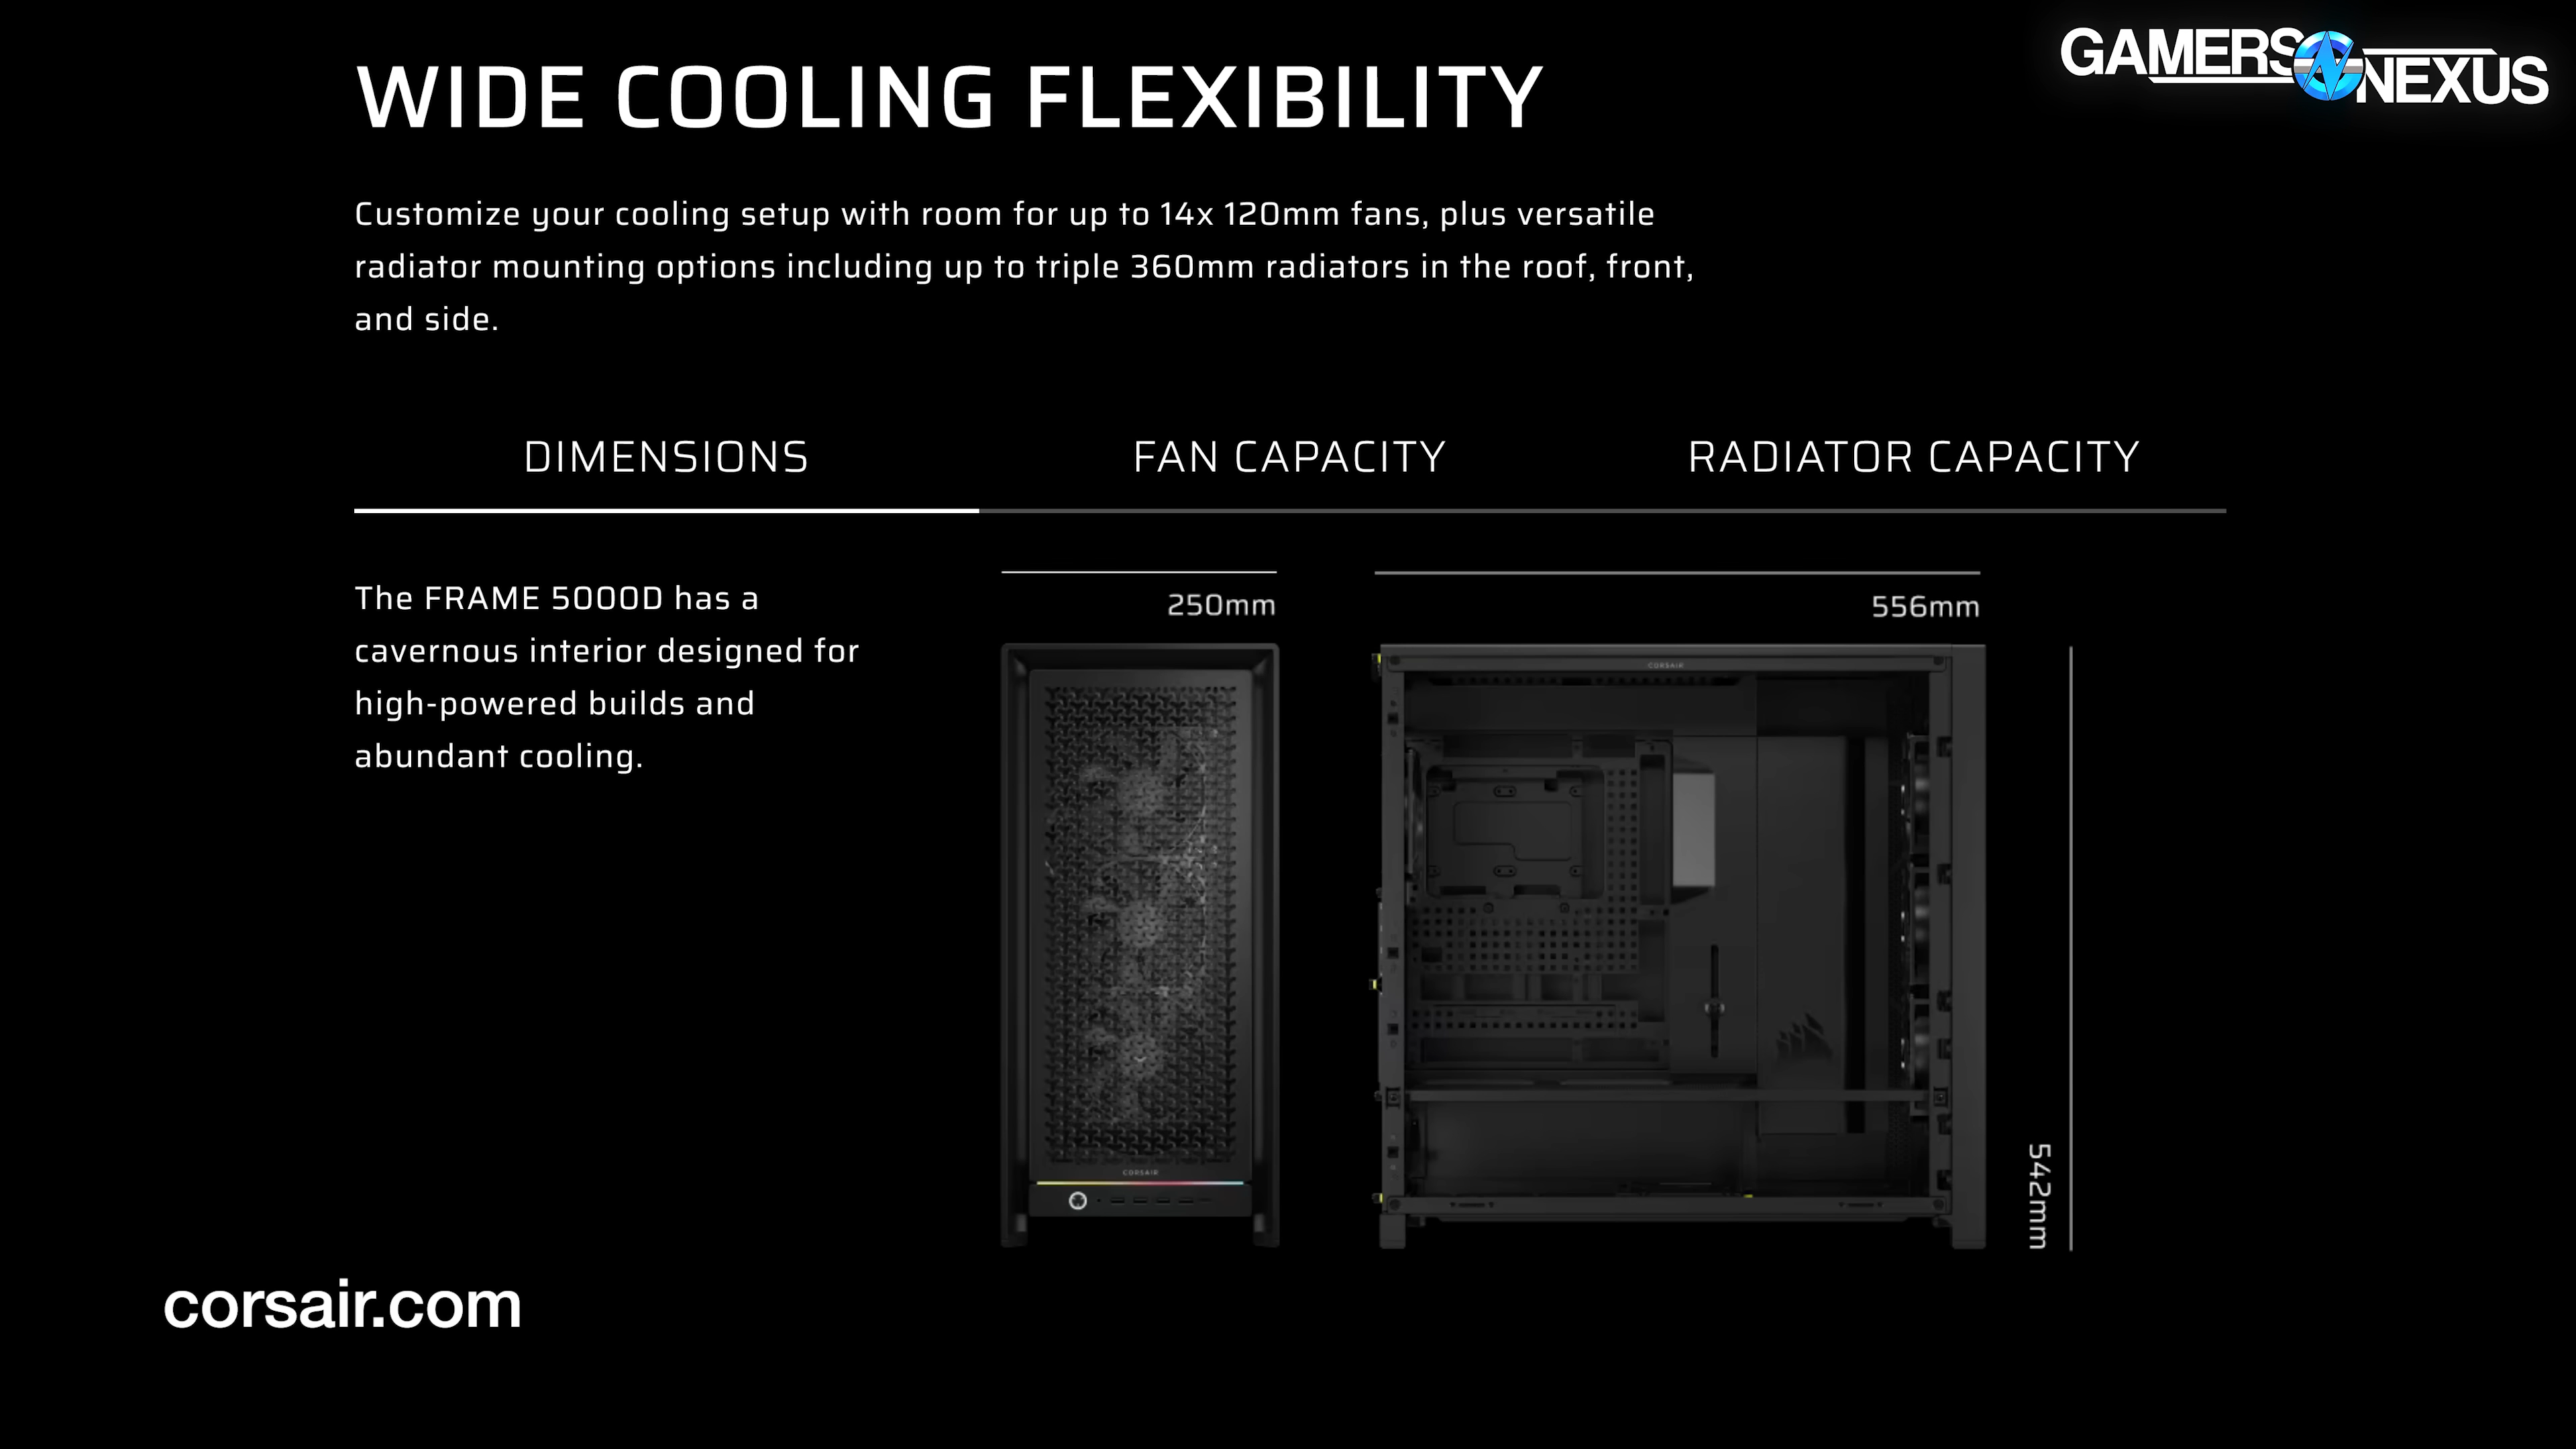 GAMERS NEXUS
WIDE COOLING FLEXIBILITY
Customize your cooling setup with room for up to 14x 120mm fans, plus versatile
radiator mounting options including up to triple 360mm radiators in the roof, front,
and side.
DIMENSIONS
FAN CAPACITY
RADIATOR CAPACITY
The FRAME 5000D has a
cavernous interior designed for
high-powered builds and
abundant cooling.
250mm
556mm
CORSAIR
CORSAIR
542mm
corsair.com